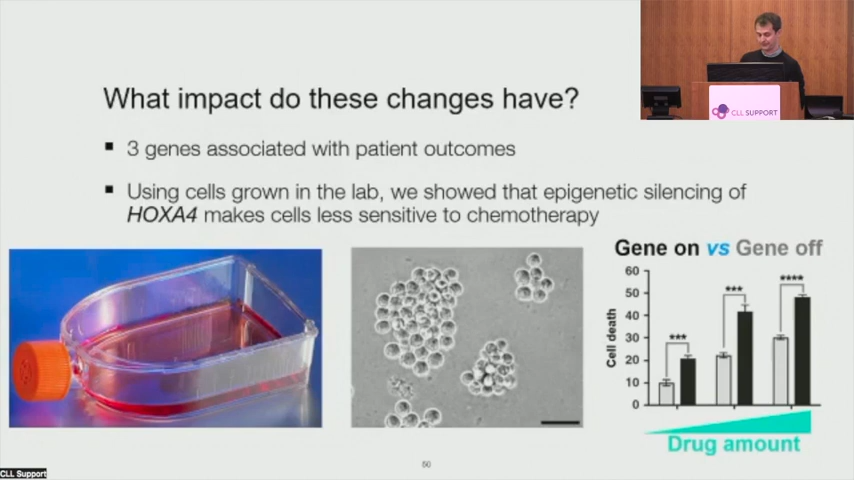 CLL SUPPORT
What impact do these changes have?
3 genes associated with patient outcomes
Using cells grown in the lab, we showed that epigenetic silencing of
HOXA4 makes cells less sensitive to chemotherapy
Gene on vs Gene off
Cell death
60
50
40
30
20
10
0
***
***
****
Drug amount
50
CLL Support